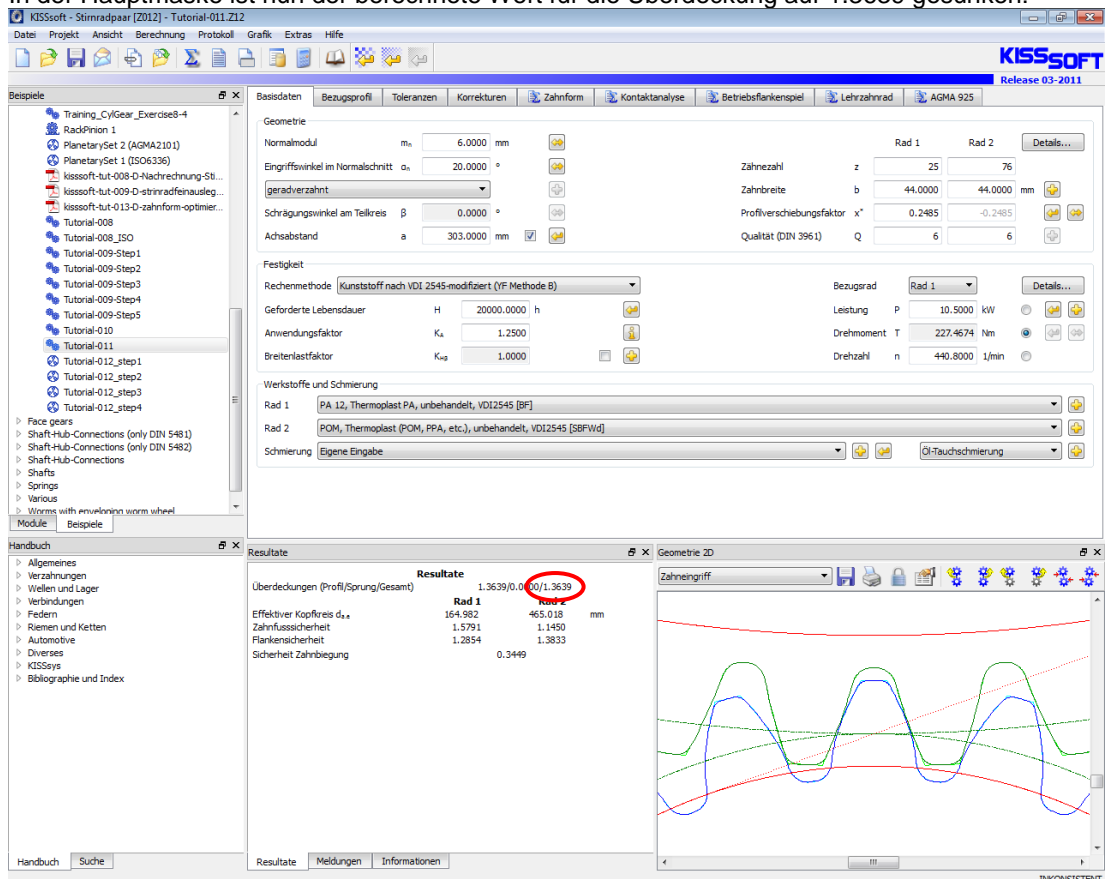 In der Hauptmaske ist nun der berechnete Wert für die Überdeckung auf gesunken.
KISSsoft - Stirnradpaar [Z012] - Tutorial-011.Z12
Datei Projekt Ansicht Berechnung Protokoll Grafik Extras Hilfe
KISSsoft
Release 03-2011
Beispiele
Training_CylGear_Exercise8-4
RackPinion 1
PlanetarySet 2 (AGMA2101)
PlanetarySet 1 (ISO6336)
kisssoft-tut-008-D-Nachrechnung-Sti...
kisssoft-tut-009-D-strinradfeinausleg...
kisssoft-tut-013-D-zahnform-optimier...
Tutorial-008
Tutorial-008_ISO
Tutorial-009-Step1
Tutorial-009-Step2
Tutorial-009-Step3
Tutorial-009-Step4
Tutorial-009-Step5
Tutorial-010
Tutorial-011
Tutorial-012_step1
Tutorial-012_step2
Tutorial-012_step3
Tutorial-012_step4
Face gears
Shaft-Hub-Connections (only DIN 5481)
Shaft-Hub-Connections (only DIN 5482)
Shaft-Hub-Connections
Shafts
Springs
Various
Worms with enveloping worm wheel
Module Beispiele
Basisdaten Bezugsprofil Toleranzen Korrekturen Zahnform Kontaktanalyse Betriebsflankenspiel Lehrzahnrad AGMA 925
Geometrie
Normalmodul mn 6.0000 mm Rad 1 Rad 2 Details...
Eingriffswinkel im Normalschnitt αn 20.0000 ° Zähnezahl z 25 76
geradverzahnt Zahnbreite b 44.0000 44.0000 mm
Schrägungswinkel am Teilkreis β 0.0000 ° Profilverschiebungsfaktor x* 0.2485 -0.2485
Achsabstand a 303.0000 mm Qualität (DIN 3961) Q 6 6
Festigkeit
Rechenmethode Kunststoff nach VDI 2545-modifiziert (YF Methode B) Bezugsrad Rad 1 Details...
Geforderte Lebensdauer H 20000.0000 h Leistung P 10.5000 kW
Anwendungsfaktor KA 1.2500 Drehmoment T 227.4674 Nm
Breitenlastfaktor KHβ 1.0000 Drehzahl n 440.8000 1/min
Werkstoffe und Schmierung
Rad 1 PA 12, Thermoplast PA, unbehandelt, VDI2545 [BF]
Rad 2 POM, Thermoplast (POM, PPA, etc.), unbehandelt, VDI2545 [SBFWd]
Schmierung Eigene Eingabe Öl-Tauchschmierung
Handbuch
Allgemeines
Verzahnungen
Wellen und Lager
Verbindungen
Federn
Riemen und Ketten
Automotive
Diverses
KISSsys
Bibliographie und Index
Handbuch Suche
Resultate
Resultate
Überdeckungen (Profil/Sprung/Gesamt) 1.3639/0.0000/1.3639
Rad 1 Rad 2
Effektiver Kopfkreis da.e 164.982 465.018 mm
Zahnfusssicherheit 1.5791 1.1450
Flankensicherheit 1.2854 1.3833
Sicherheit Zahnbiegung 0.3449
Resultate Meldungen Informationen
Geometrie 2D
Zahneingriff
INKONSISTENT